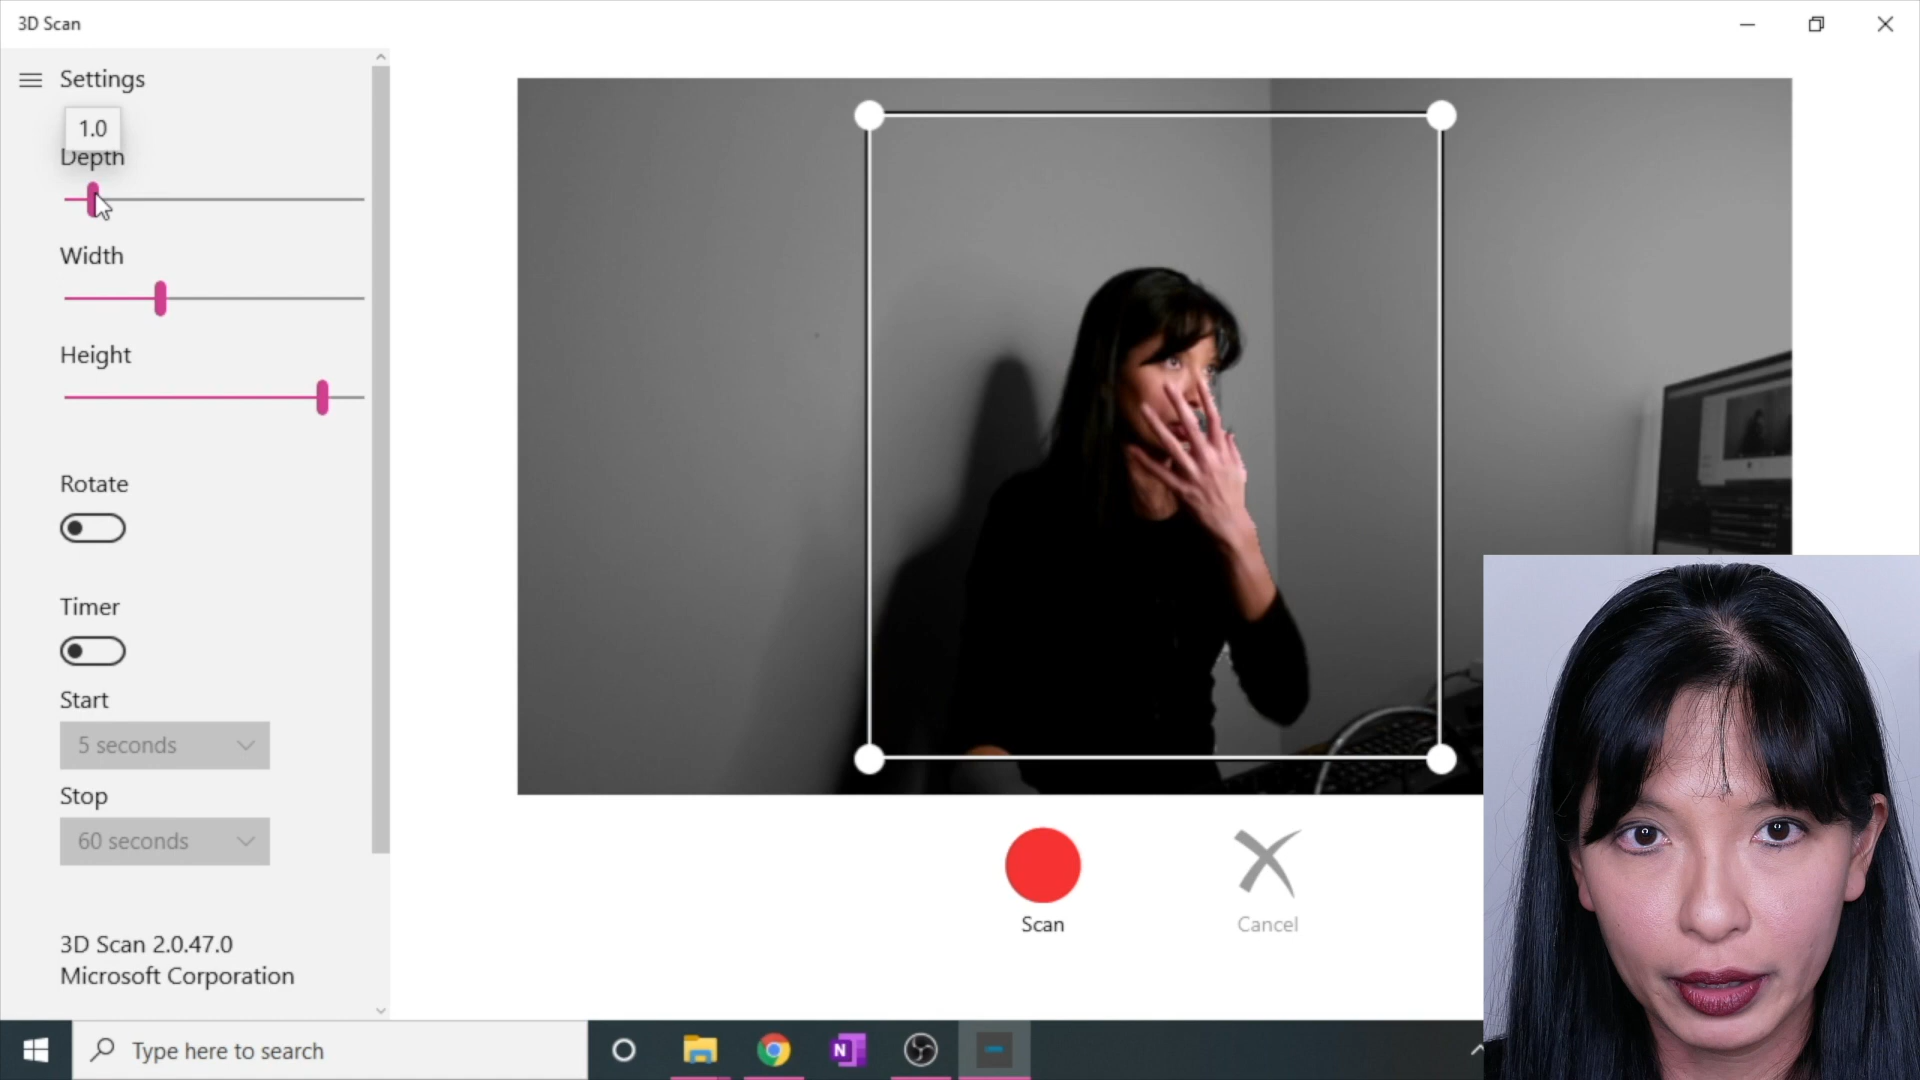 3D Scan
Settings
1.0
Depth
Width
Height
Rotate
Timer
Start
5 seconds
Stop
60 seconds
3D Scan 2.0.47.0
Microsoft Corporation
Scan
Cancel
Type here to search
N